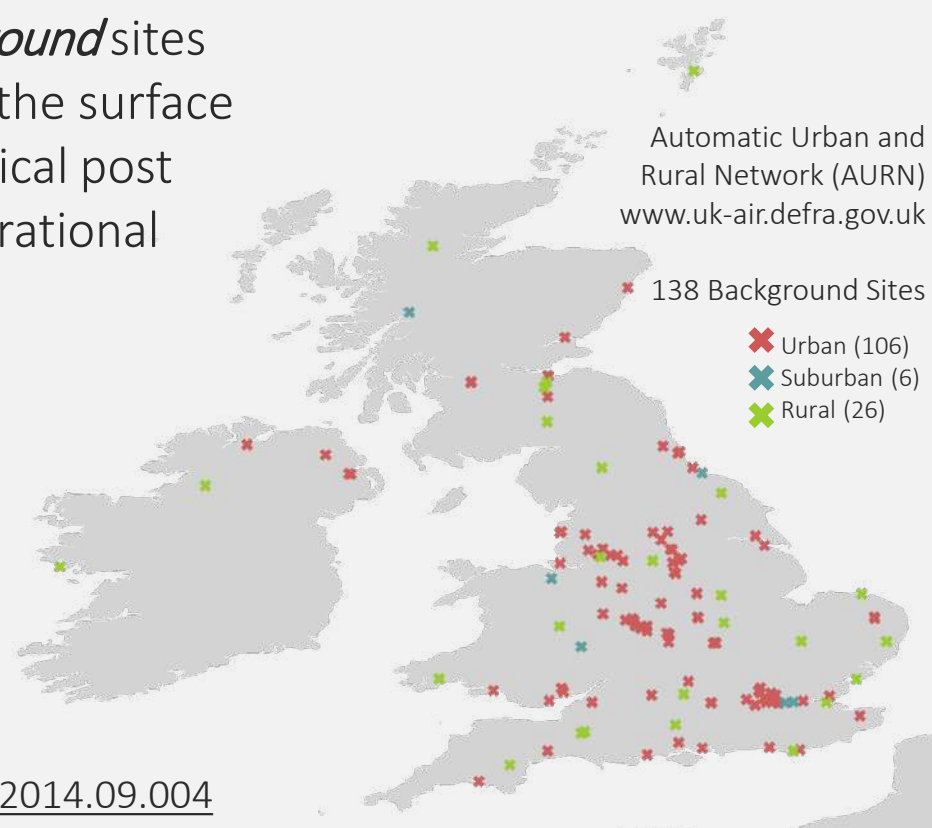 ound sites
the surface
ical post
rational
Automatic Urban and
Rural Network (AURN)
www.uk-air.defra.gov.uk
138 Background Sites
Urban (106)
Suburban (6)
Rural (26)
2014.09.004